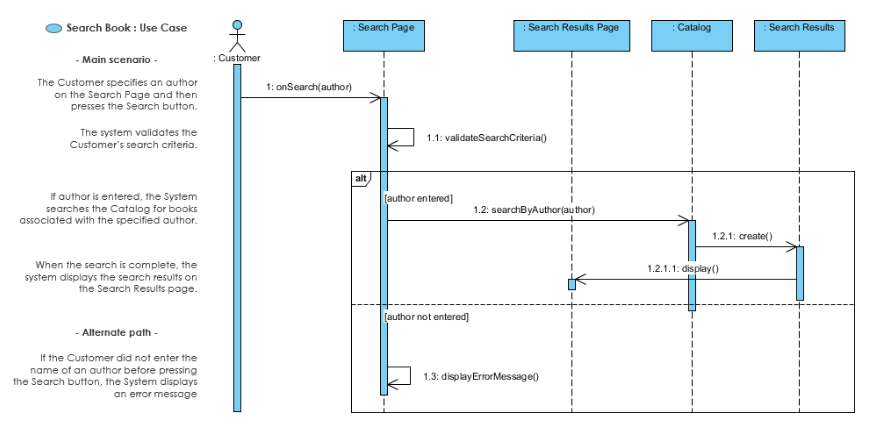 Search Book : Use Case
: Customer
: Search Page
: Search Results Page
: Catalog
: Search Results
- Main scenario -
The Customer specifies an author
on the Search Page and then
presses the Search button.
1: onSearch(author)
The system validates the
Customer's search criteria.
1.1: validateSearchCriteria()
alt
[author entered]
If author is entered, the System
searches the Catalog for books
associated with the specified author.
1.2: searchByAuthor(author)
1.2.1: create()
When the search is complete, the
system displays the search results on
the Search Results page.
1.2.1.1: display()
[author not entered]
- Alternate path -
If the Customer did not enter the
name of an author before pressing
the Search button, the System displays
an error message
1.3: displayErrorMessage()